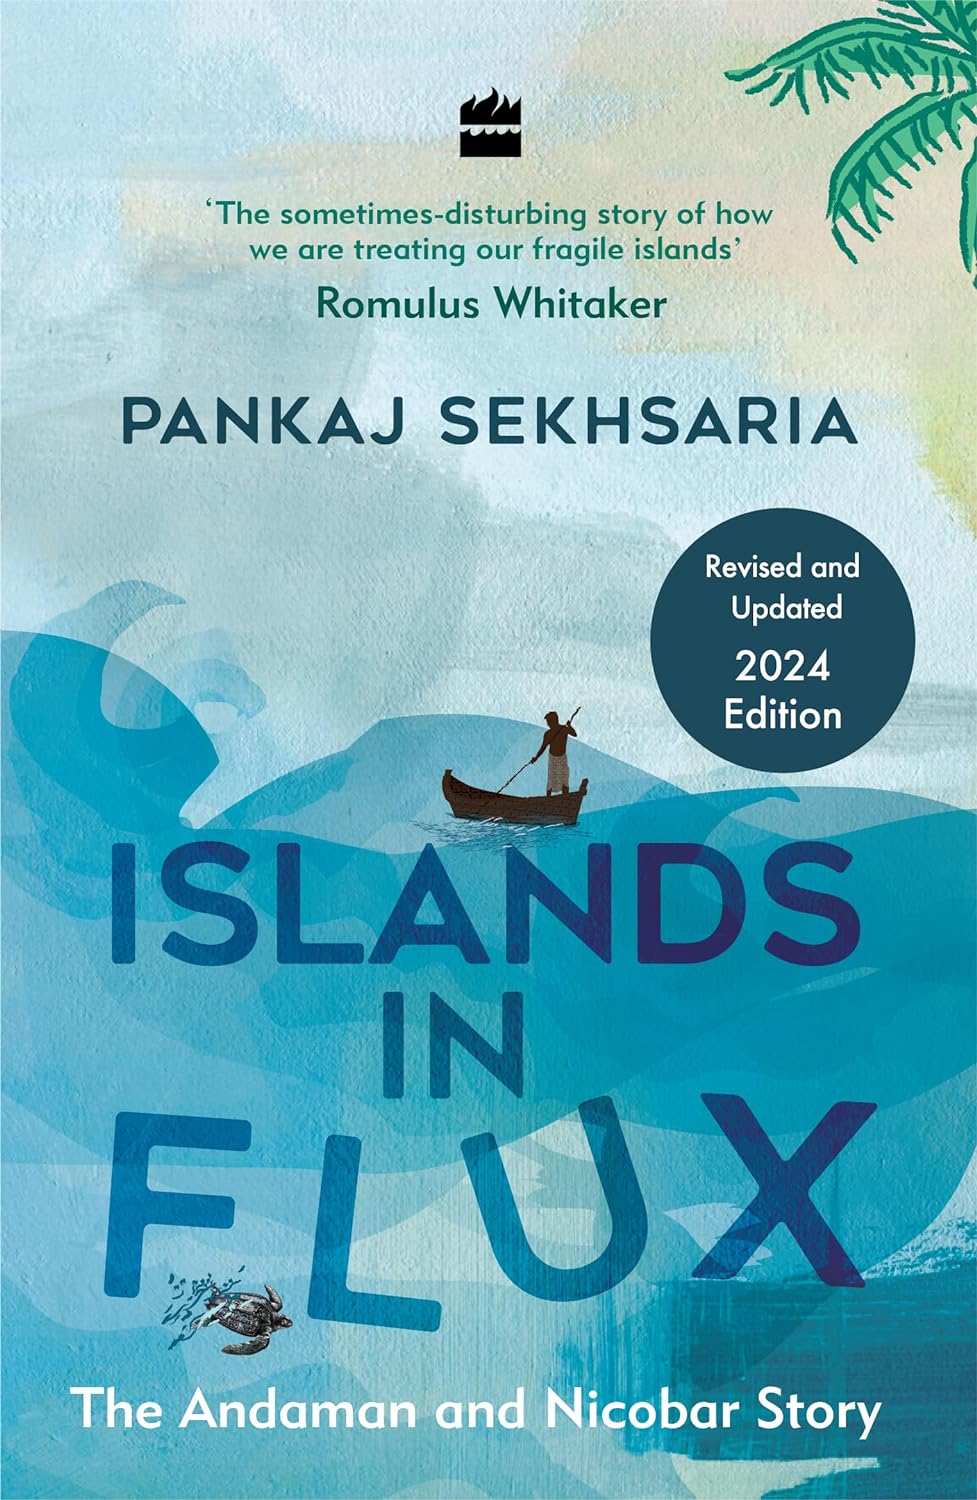 ‘The sometimes-disturbing story of how
we are treating our fragile islands’
Romulus Whitaker
PANKAJ SEKHSARIA
Revised and
Updated
2024
Edition
ISLANDS
IN
FLUX
The Andaman and Nicobar Story